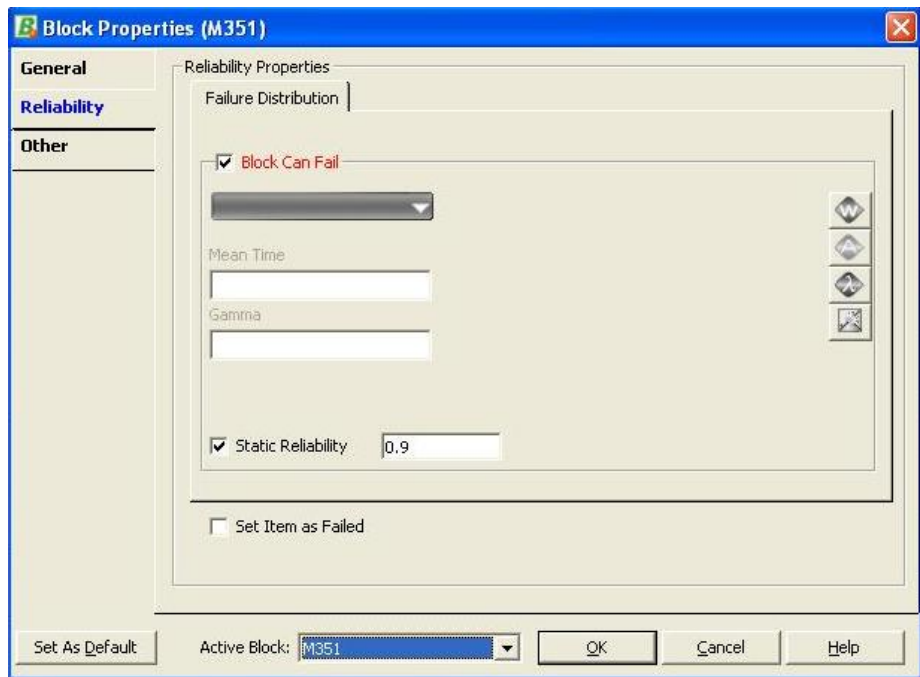 Block Properties (M351)
General
Reliability
Other
Reliability Properties
Failure Distribution
Block Can Fail
Mean Time
Gamma
Static Reliability 0.9
Set Item as Failed
Set As Default Active Block: M351 OK Cancel Help